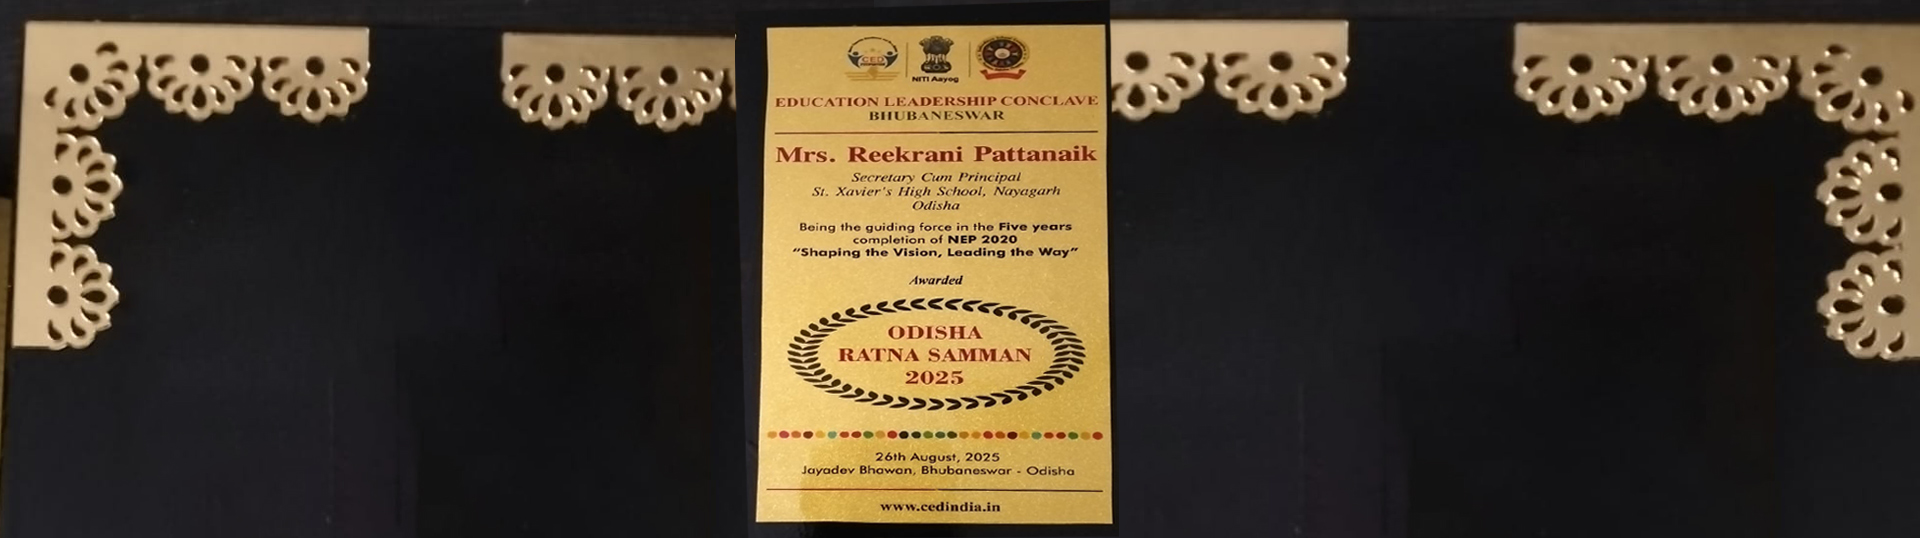 CED
NITI Aayog
EDUCATION LEADERSHIP CONCLAVE
BHUBANESWAR
Mrs. Reekrani Pattanaik
Secretary Cum Principal
St. Xavier's High School, Nayagarh
Odisha
Being the guiding force in the Five years
completion of NEP 2020
"Shaping the Vision, Leading the Way"
Awarded
ODISHA
RATNA SAMMAN
2025
26th August, 2025
Jayadev Bhawan, Bhubaneswar - Odisha
www.cedindia.in